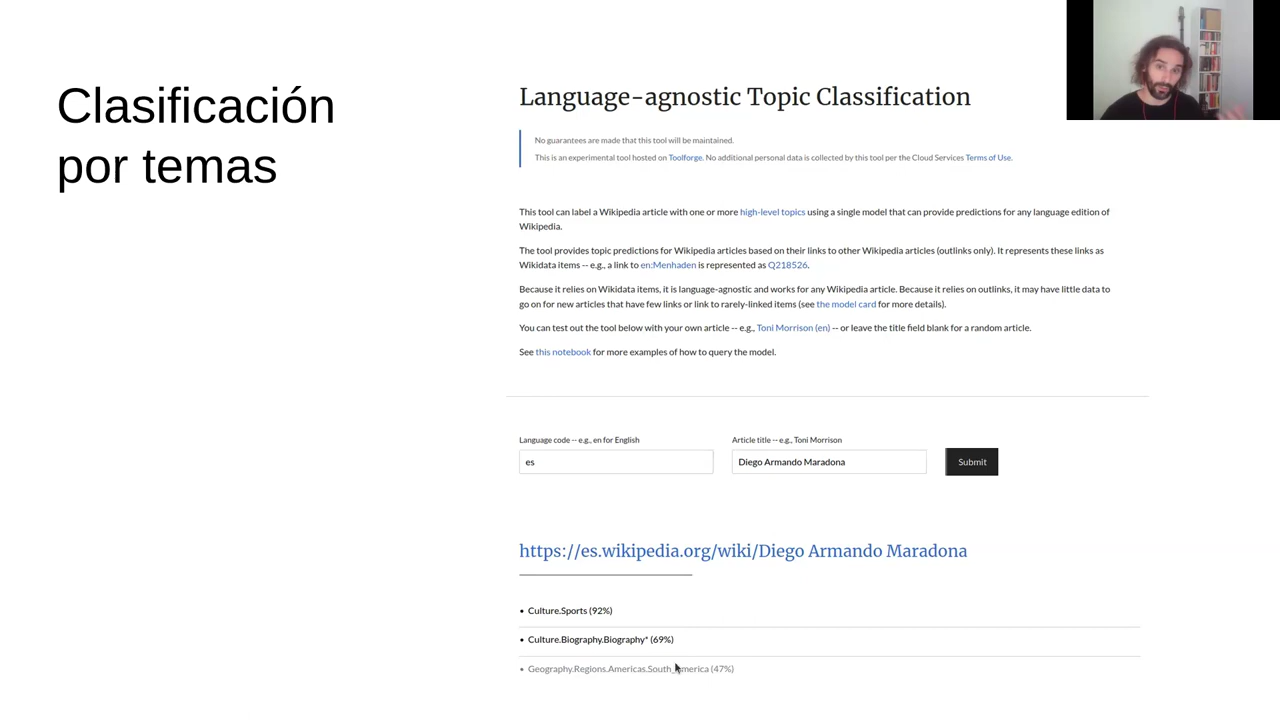 Clasificación
por temas
Language-agnostic Topic Classification
No guarantees are made that this tool will be maintained.
This is an experimental tool hosted on Toolforge. No additional personal data is collected by this tool per the Cloud Services Terms of Use.
This tool can label a Wikipedia article with one or more high-level topics using a single model that can provide predictions for any language edition of
Wikipedia.
The tool provides topic predictions for Wikipedia articles based on their links to other Wikipedia articles (outlinks only). It represents these links as
Wikidata items -- e.g., a link to en:Menhaden is represented as Q218526.
Because it relies on Wikidata items, it is language-agnostic and works for any Wikipedia article. Because it relies on outlinks, it may have little data to
go on for new articles that have few links or link to rarely-linked items (see the model card for more details).
You can test out the tool below with your own article -- e.g., Toni Morrison (en) -- or leave the title field blank for a random article.
See this notebook for more examples of how to query the model.
Language code -- e.g., en for English
Article title -- e.g., Toni Morrison
es
Diego Armando Maradona
Submit
https://es.wikipedia.org/wiki/Diego Armando Maradona
• Culture.Sports (92%)
• Culture.Biography.Biography* (69%)
• Geography.Regions.Americas.South_America (47%)